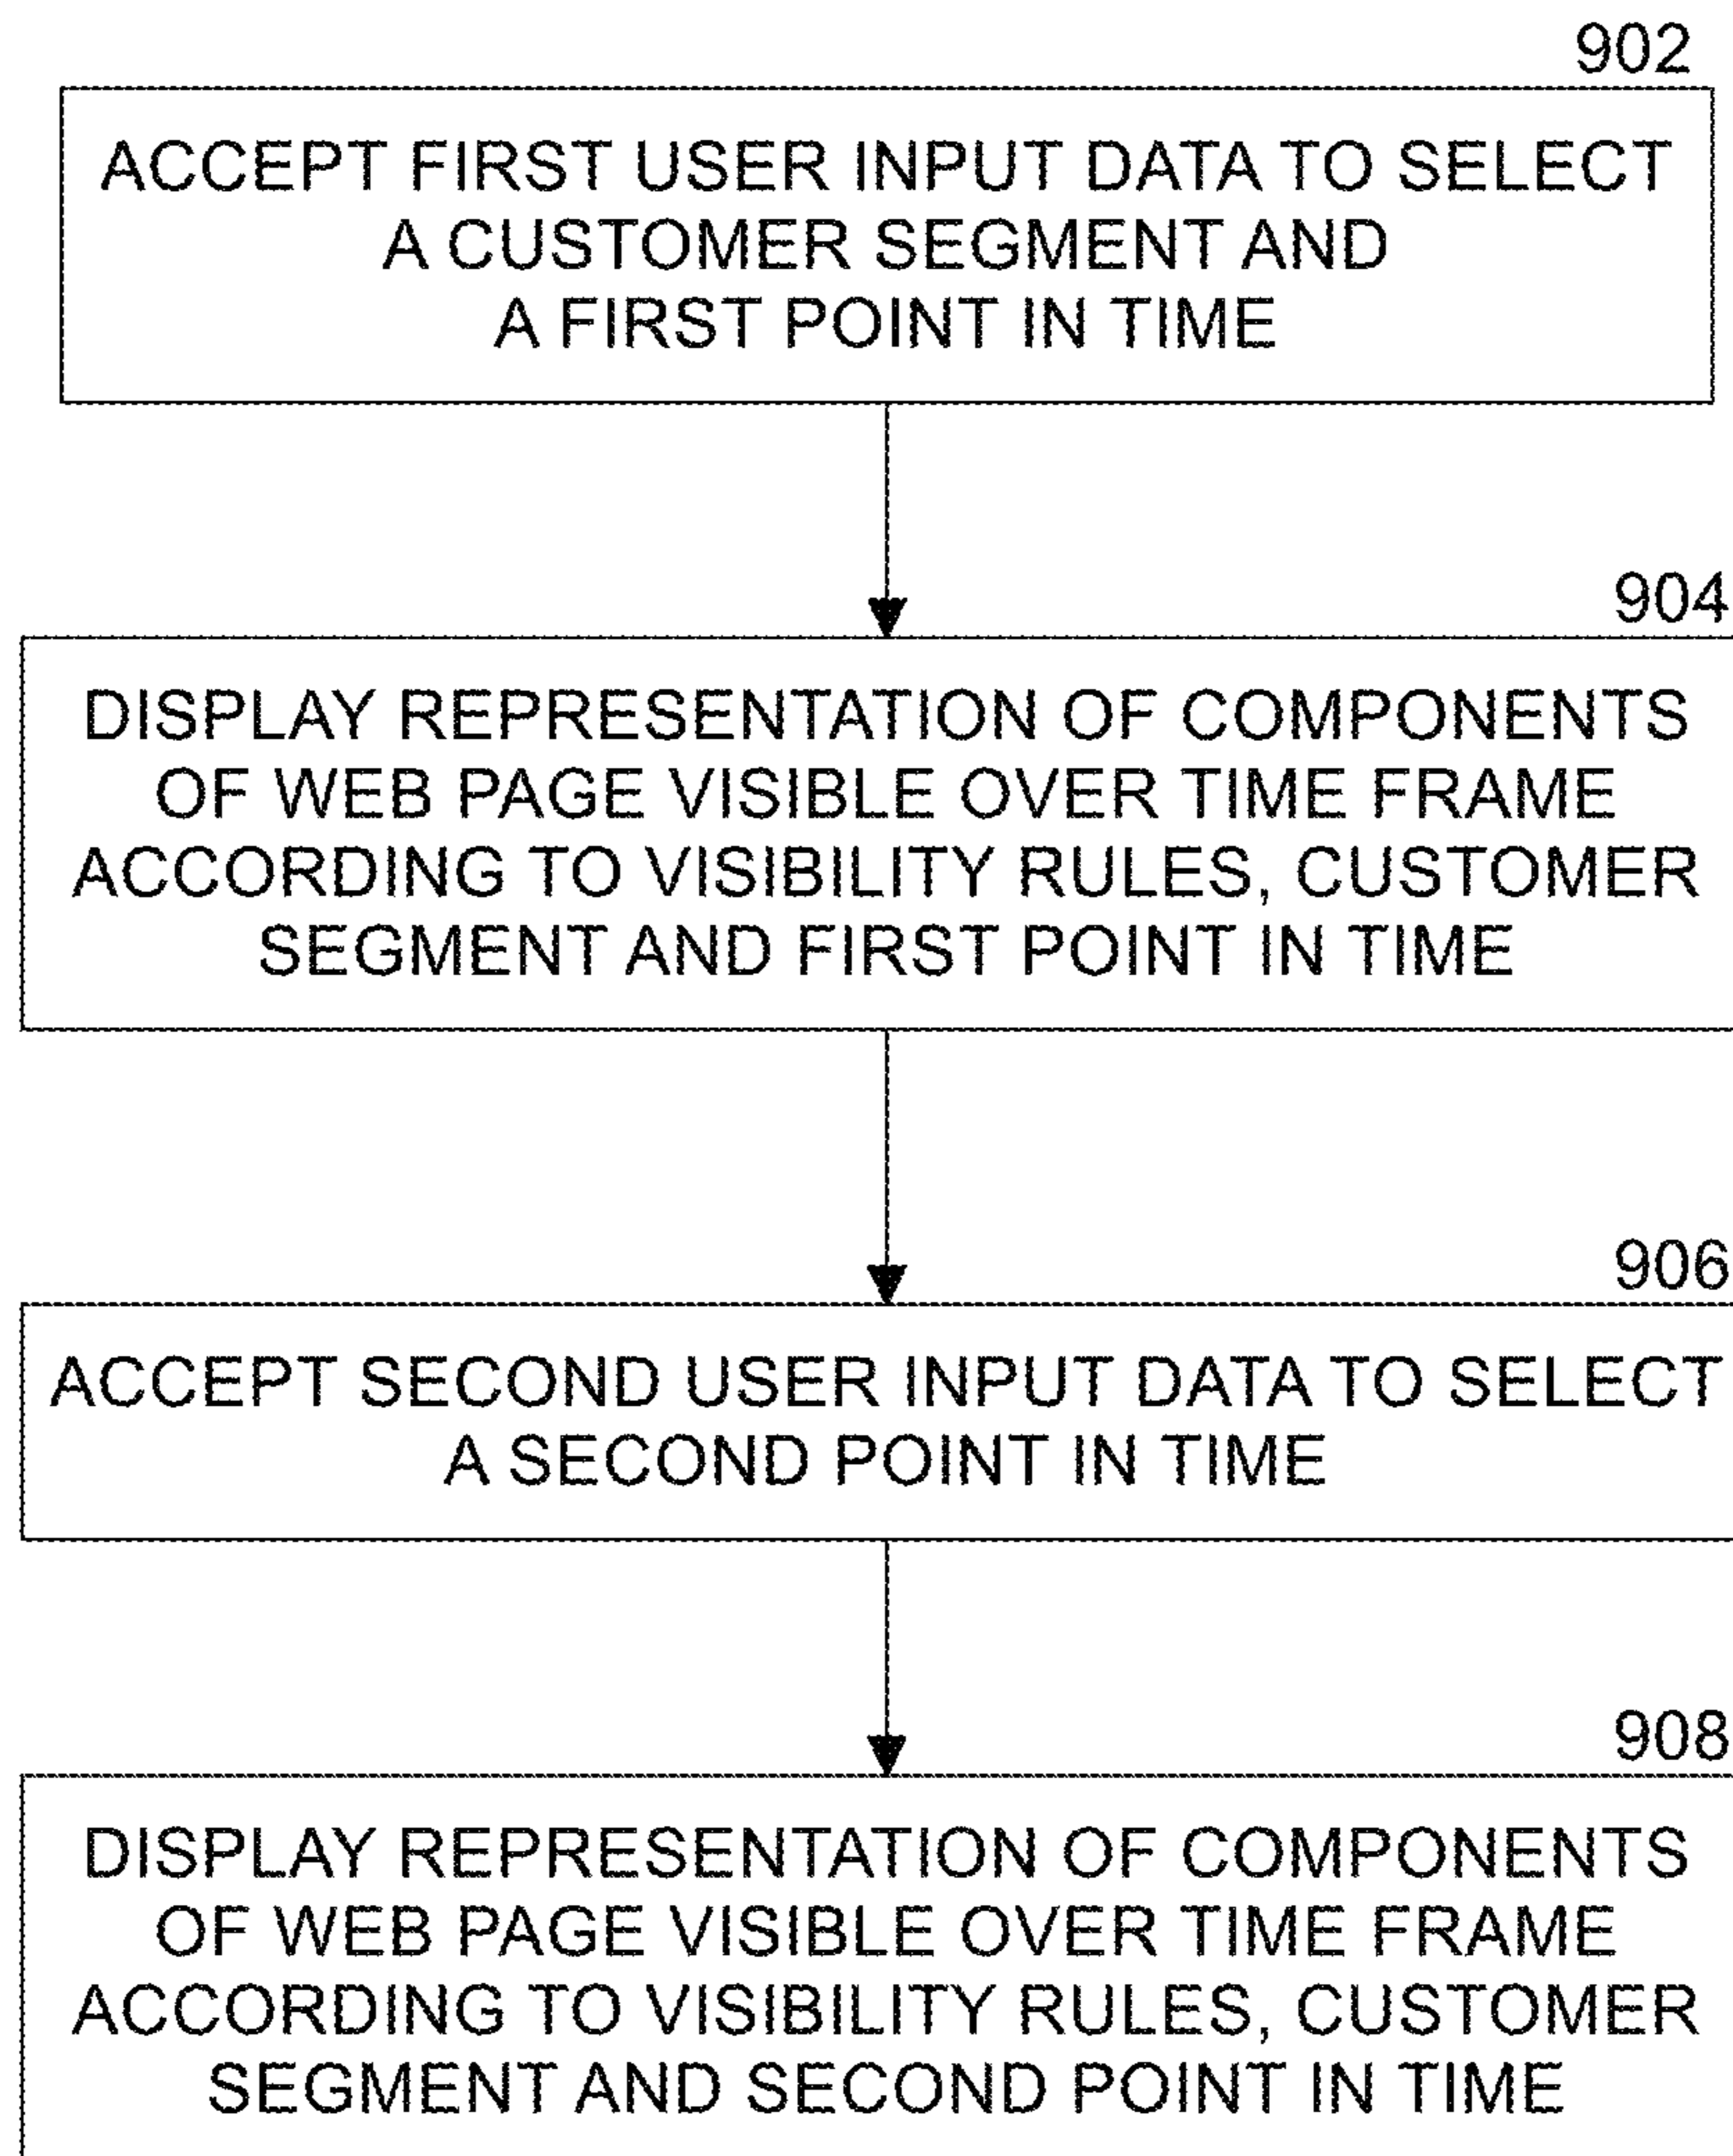 902
ACCEPT FIRST USER INPUT DATA TO SELECT
A CUSTOMER SEGMENT AND
A FIRST POINT IN TIME
904
DISPLAY REPRESENTATION OF COMPONENTS
OF WEB PAGE VISIBLE OVER TIME FRAME
ACCORDING TO VISIBILITY RULES, CUSTOMER
SEGMENT AND FIRST POINT IN TIME
906
ACCEPT SECOND USER INPUT DATA TO SELECT
A SECOND POINT IN TIME
908
DISPLAY REPRESENTATION OF COMPONENTS
OF WEB PAGE VISIBLE OVER TIME FRAME
ACCORDING TO VISIBILITY RULES, CUSTOMER
SEGMENT AND SECOND POINT IN TIME